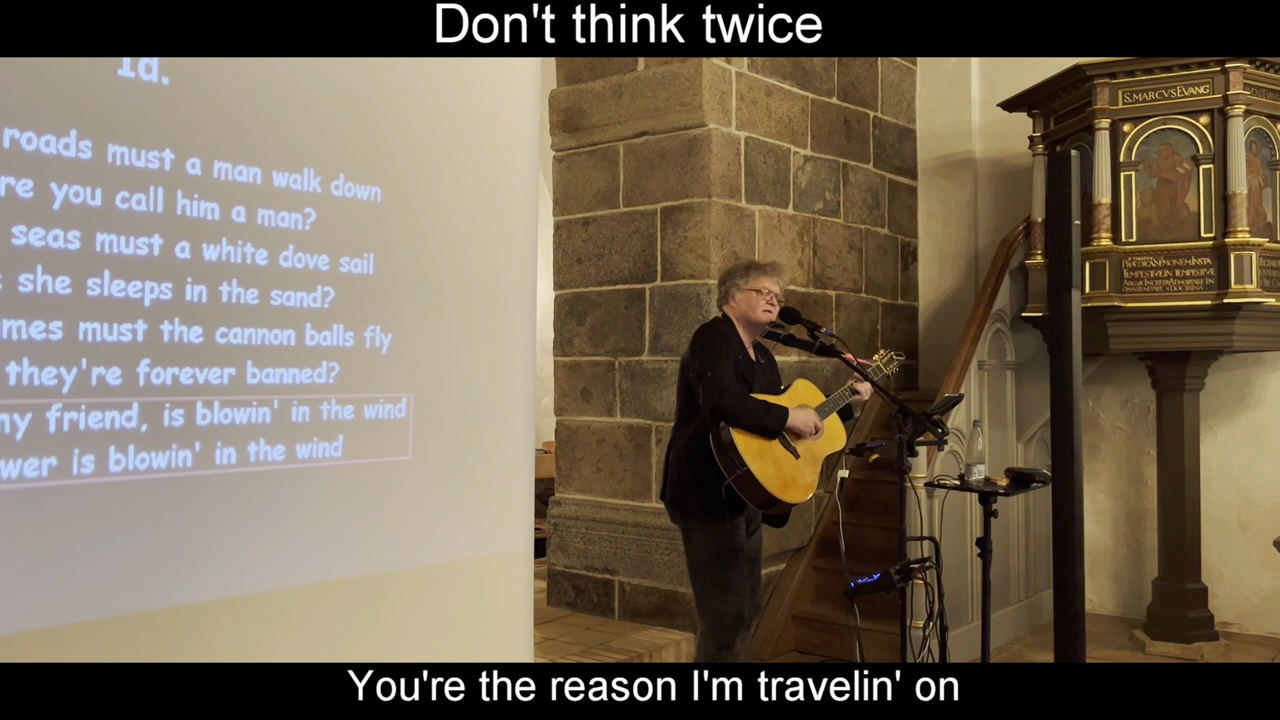 Don't think twice
1d.
roads must a man walk down
re you call him a man?
seas must a white dove sail
she sleeps in the sand?
mes must the cannon balls fly
they're forever banned?
my friend, is blowin' in the wind
wer is blowin' in the wind
S. MARCVS EVANG
You're the reason I'm travelin' on